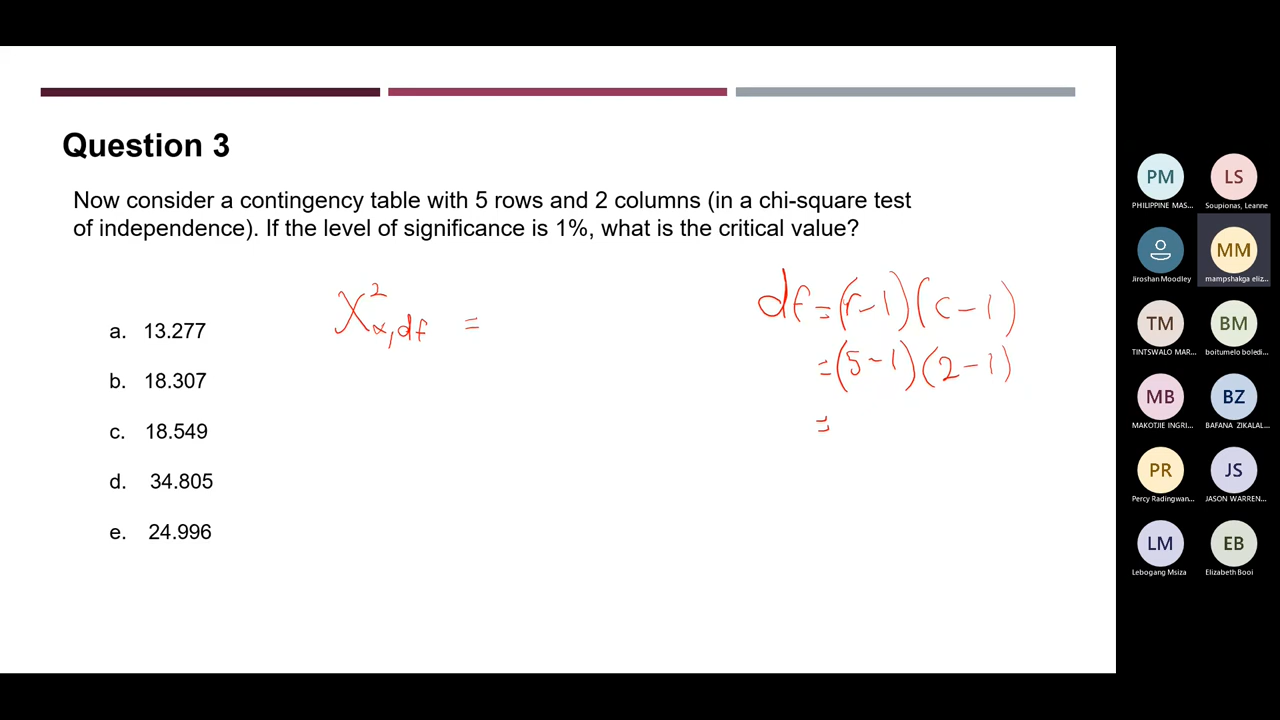 Question 3
Now consider a contingency table with 5 rows and 2 columns (in a chi-square test
of independence). If the level of significance is 1%, what is the critical value?
a. 13.277
b. 18.307
c. 18.549
d. 34.805
e. 24.996
X²α,df =
df = (r-1)(c-1)
= (5-1)(2-1)
=
PM
PHILIPPINE MAS...
LS
Soupionas, Leanne
Jiroshan Moodley
MM
mampshakga eliz...
TM
TINTSWALO MAR...
BM
boitumelo boledi...
MB
MAKOTJIE INGRI...
BZ
BAFANA ZIKALAL...
PR
Percy Radingwan...
JS
JASON WARREN...
LM
Lebogang Msiza
EB
Elizabeth Booi